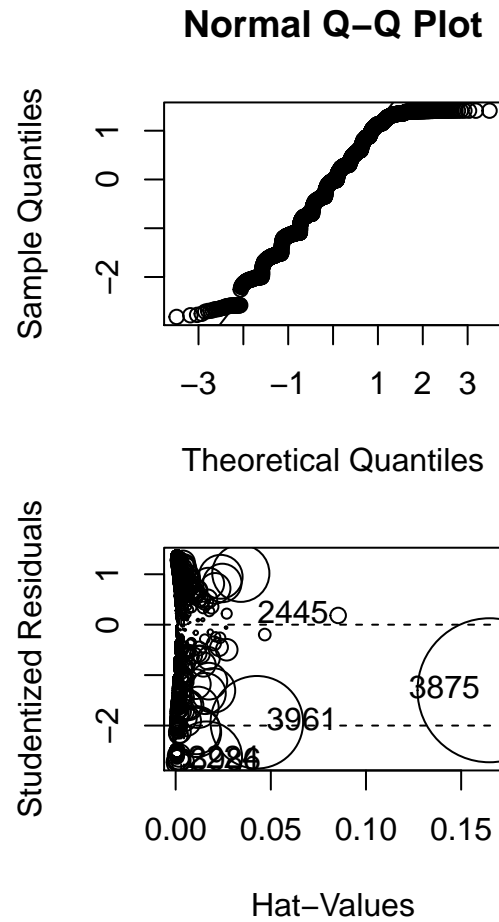 Normal Q−Q Plot
Sample Quantiles
1
0
−2
−3 −1 1 2 3
Theoretical Quantiles
Studentized Residuals
1
0
−2
2445
3875
3961
0.00 0.05 0.10 0.15
Hat−Values